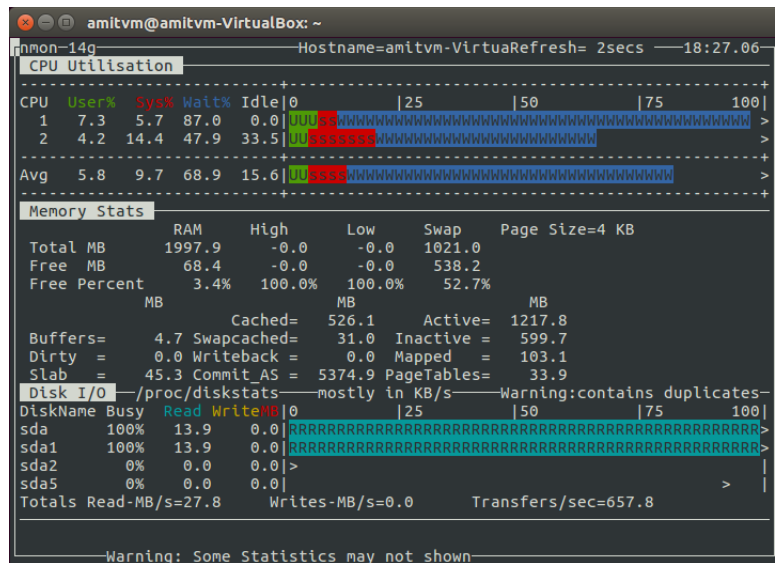 amitvm@amitvm-VirtualBox: ~
nmon─14g─Hostname=amitvm-VirtuaRefresh= 2secs ─18:27.06─
CPU Utilisation
---------------------------+-------------------------------------------------+
CPU User% Sys% Wait% Idle|0 |25 |50 |75 100|
1 7.3 5.7 87.0 0.0|UUUssWWWWWWWWWWWWWWWWWWWWWWWWWWWWWWWWWWWWWWWWWWW >
2 4.2 14.4 47.9 33.5|UUsssssssWWWWWWWWWWWWWWWWWWWWWWW >
---------------------------+-------------------------------------------------+
Avg 5.8 9.7 68.9 15.6|UUssssWWWWWWWWWWWWWWWWWWWWWWWWWWWWWWWWWW >
---------------------------+-------------------------------------------------+
Memory Stats
RAM High Low Swap Page Size=4 KB
Total MB 1997.9 -0.0 -0.0 1021.0
Free MB 68.4 -0.0 -0.0 538.2
Free Percent 3.4% 100.0% 100.0% 52.7%
MB MB MB
Cached= 526.1 Active= 1217.8
Buffers= 4.7 Swapcached= 31.0 Inactive = 599.7
Dirty = 0.0 Writeback = 0.0 Mapped = 103.1
Slab = 45.3 Commit_AS = 5374.9 PageTables= 33.9
Disk I/O ─/proc/diskstats─mostly in KB/s─Warning:contains duplicates─
DiskName Busy Read WriteMB|0 |25 |50 |75 100|
sda 100% 13.9 0.0|RRRRRRRRRRRRRRRRRRRRRRRRRRRRRRRRRRRRRRRRRRRRRRRRR>
sda1 100% 13.9 0.0|RRRRRRRRRRRRRRRRRRRRRRRRRRRRRRRRRRRRRRRRRRRRRRRRR>
sda2 0% 0.0 0.0|> |
sda5 0% 0.0 0.0| > |
Totals Read-MB/s=27.8 Writes-MB/s=0.0 Transfers/sec=657.8
Warning: Some Statistics may not shown